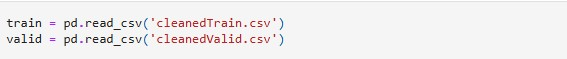 train = pd.read_csv('cleanedTrain.csv')
valid = pd.read_csv('cleanedValid.csv')